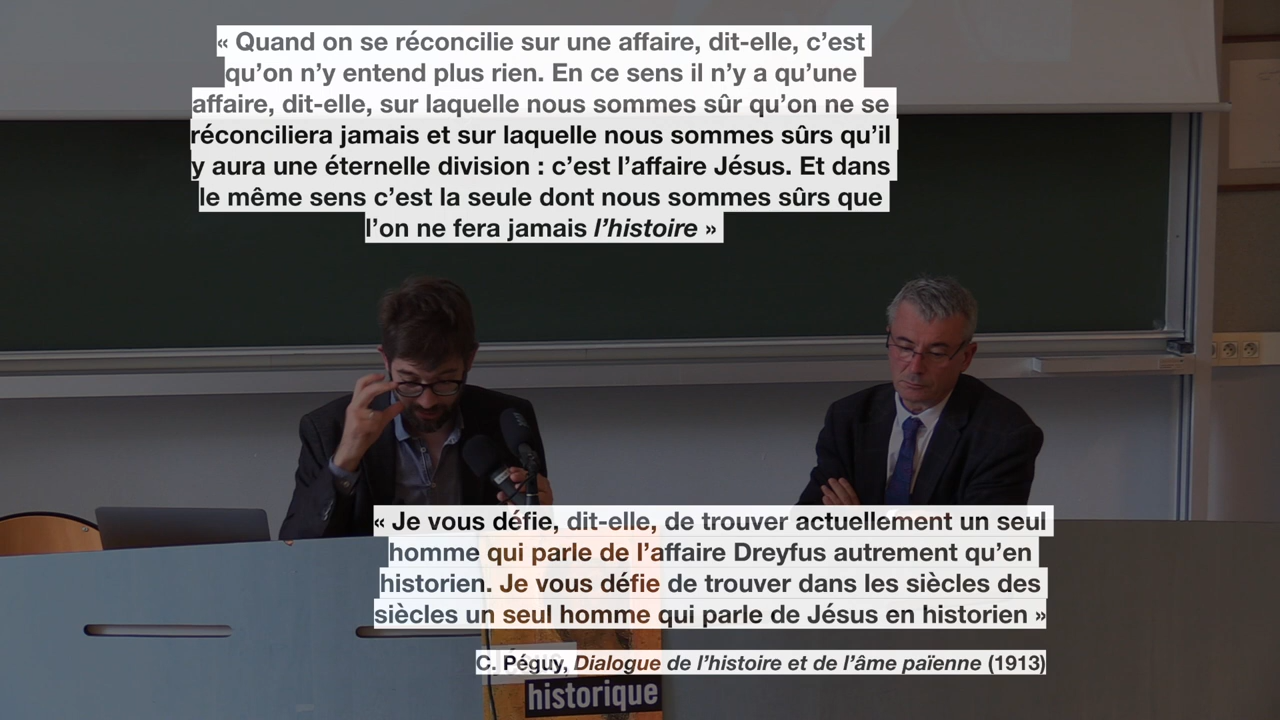 « Quand on se réconcilie sur une affaire, dit-elle, c’est
qu’on n’y entend plus rien. En ce sens il n’y a qu’une
affaire, dit-elle, sur laquelle nous sommes sûr qu’on ne se
réconciliera jamais et sur laquelle nous sommes sûrs qu’il
y aura une éternelle division : c’est l’affaire Jésus. Et dans
le même sens c’est la seule dont nous sommes sûrs que
l’on ne fera jamais l’histoire »
« Je vous défie, dit-elle, de trouver actuellement un seul
homme qui parle de l’affaire Dreyfus autrement qu’en
historien. Je vous défie de trouver dans les siècles des
siècles un seul homme qui parle de Jésus en historien »
C. Péguy, Dialogue de l’histoire et de l’âme païenne (1913)
historique